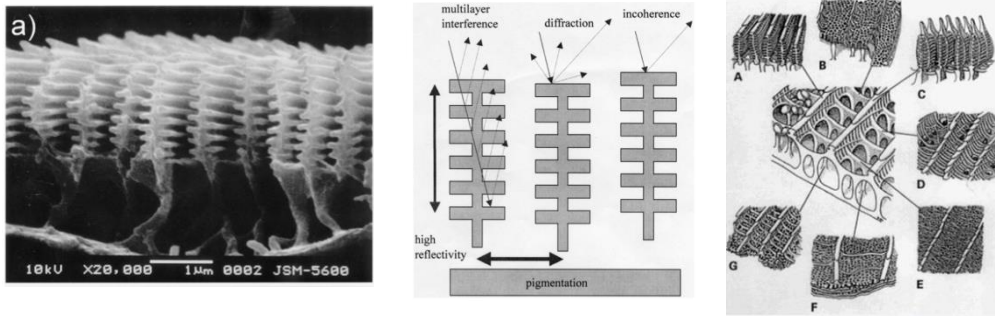 a)
10kV X20,000 1μm 0002 JSM-5600
multilayer
interference
diffraction
incoherence
high
reflectivity
pigmentation
A
B
C
D
E
F
G